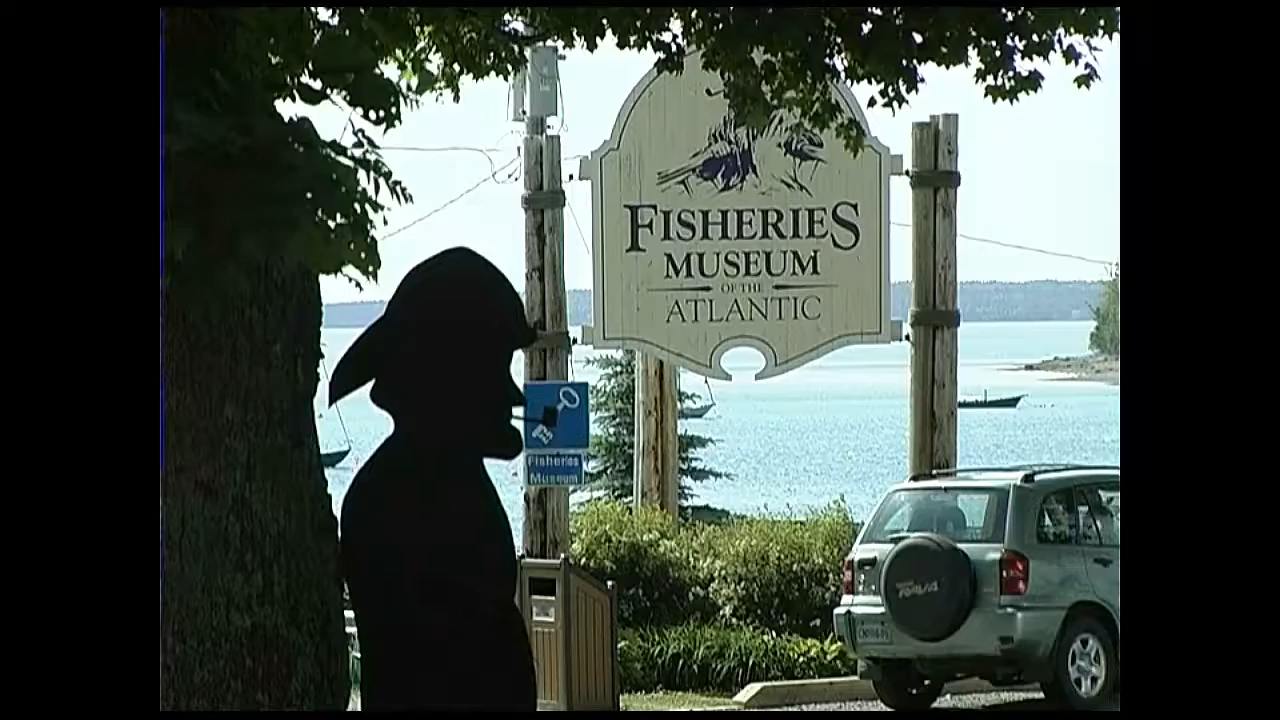 FISHERIES
MUSEUM
OF THE
ATLANTIC
Fisheries
Museum